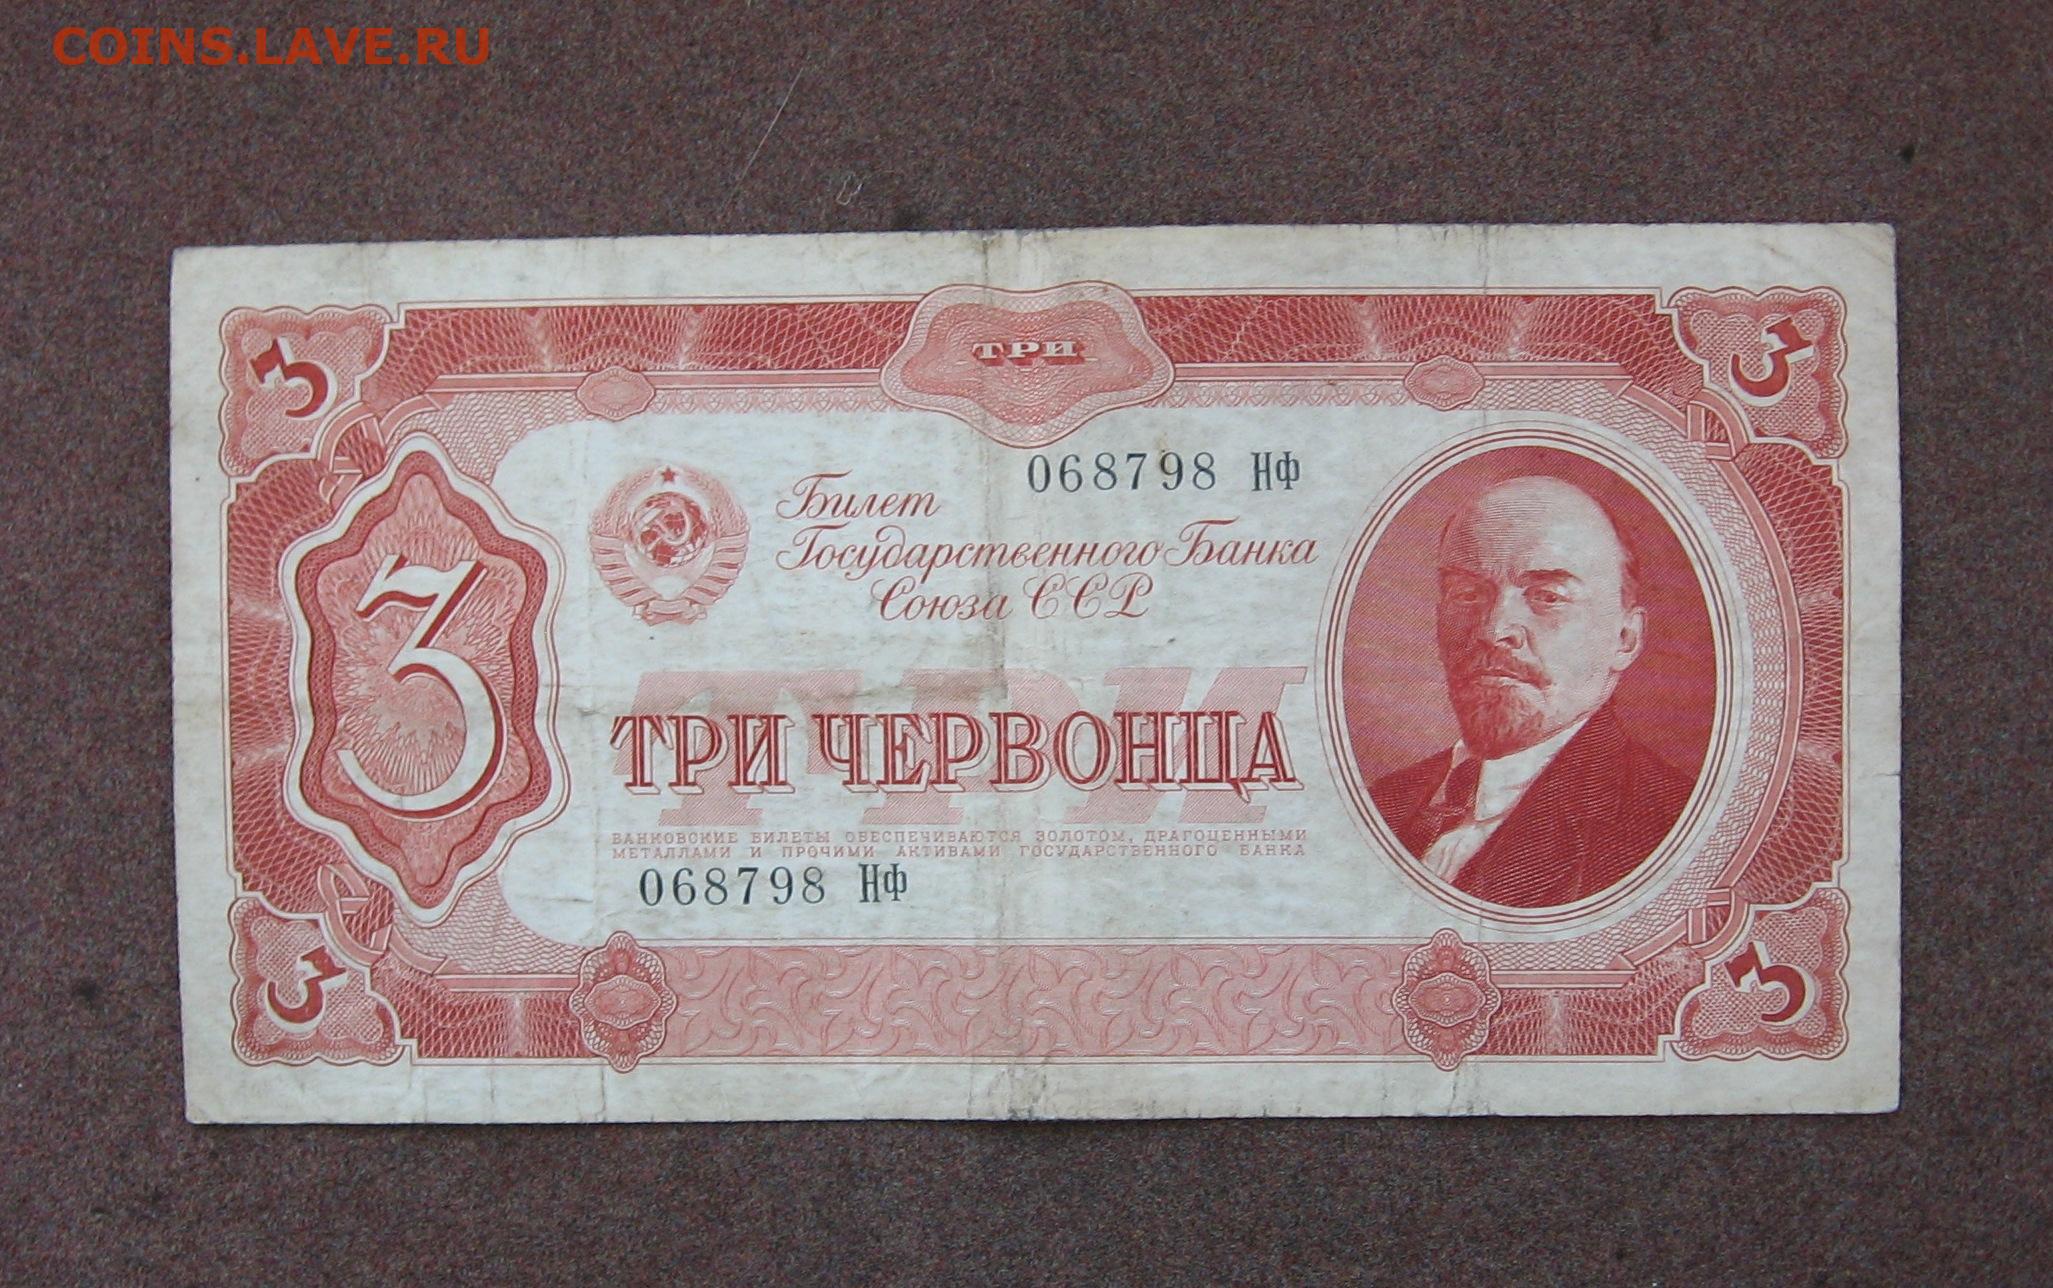 COINS.LAVE.RU
3
ТРИ
3
068798 Нф
Билет
Государственного Банка
Союза ССР
3
ТРИ
ТРИ ЧЕРВОНЦА
БАНКОВСКИЕ БИЛЕТЫ ОБЕСПЕЧИВАЮТСЯ ЗОЛОТОМ, ДРАГОЦЕННЫМИ
МЕТАЛЛАМИ И ПРОЧИМИ АКТИВАМИ ГОСУДАРСТВЕННОГО БАНКА
068798 Нф
3
3